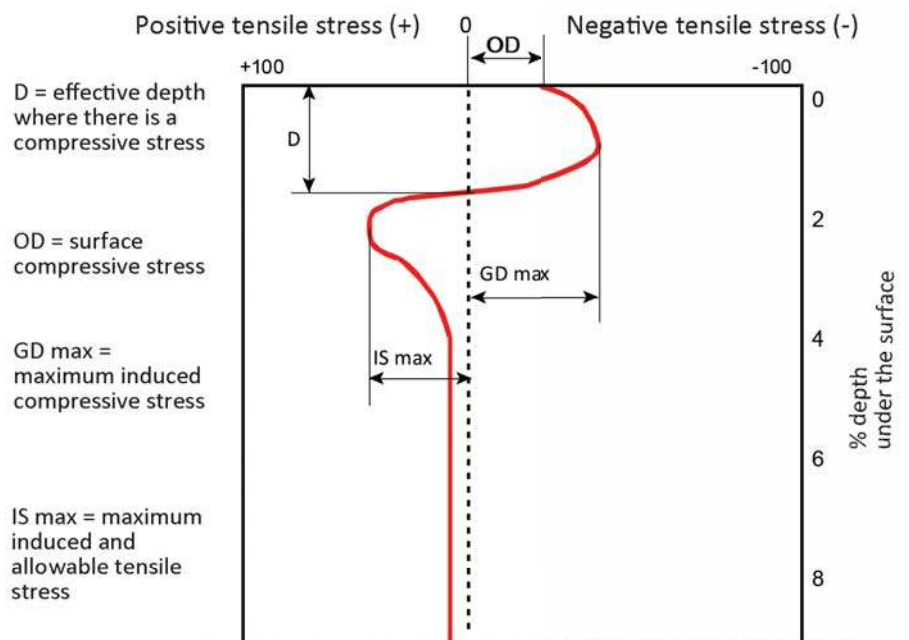 Positive tensile stress (+)
0
Negative tensile stress (-)
OD
+100
-100
D = effective depth
where there is a
compressive stress
D
0
2
OD = surface
compressive stress
GD max
GD max =
maximum induced
compressive stress
IS max
4
% depth
under the surface
6
IS max = maximum
induced and
allowable tensile
stress
8